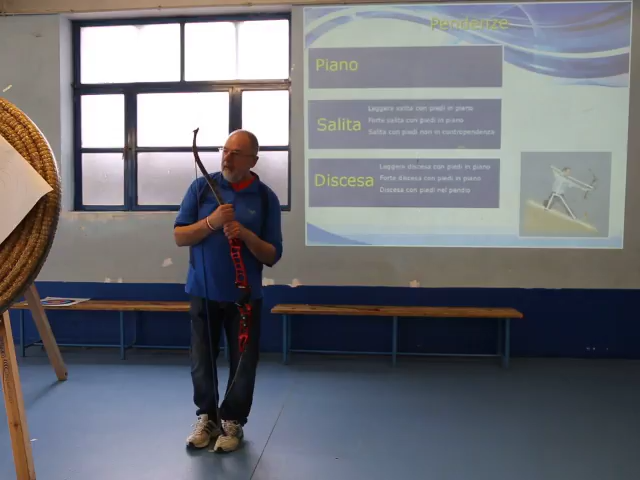 Pendenze
Piano
Salita
Leggera salita con piedi in piano
Forte salita con piedi in piano
Salita con piedi non in contropendenza
Discesa
Leggera discesa con piedi in piano
Forte discesa con piedi in piano
Discesa con piedi nel pendio